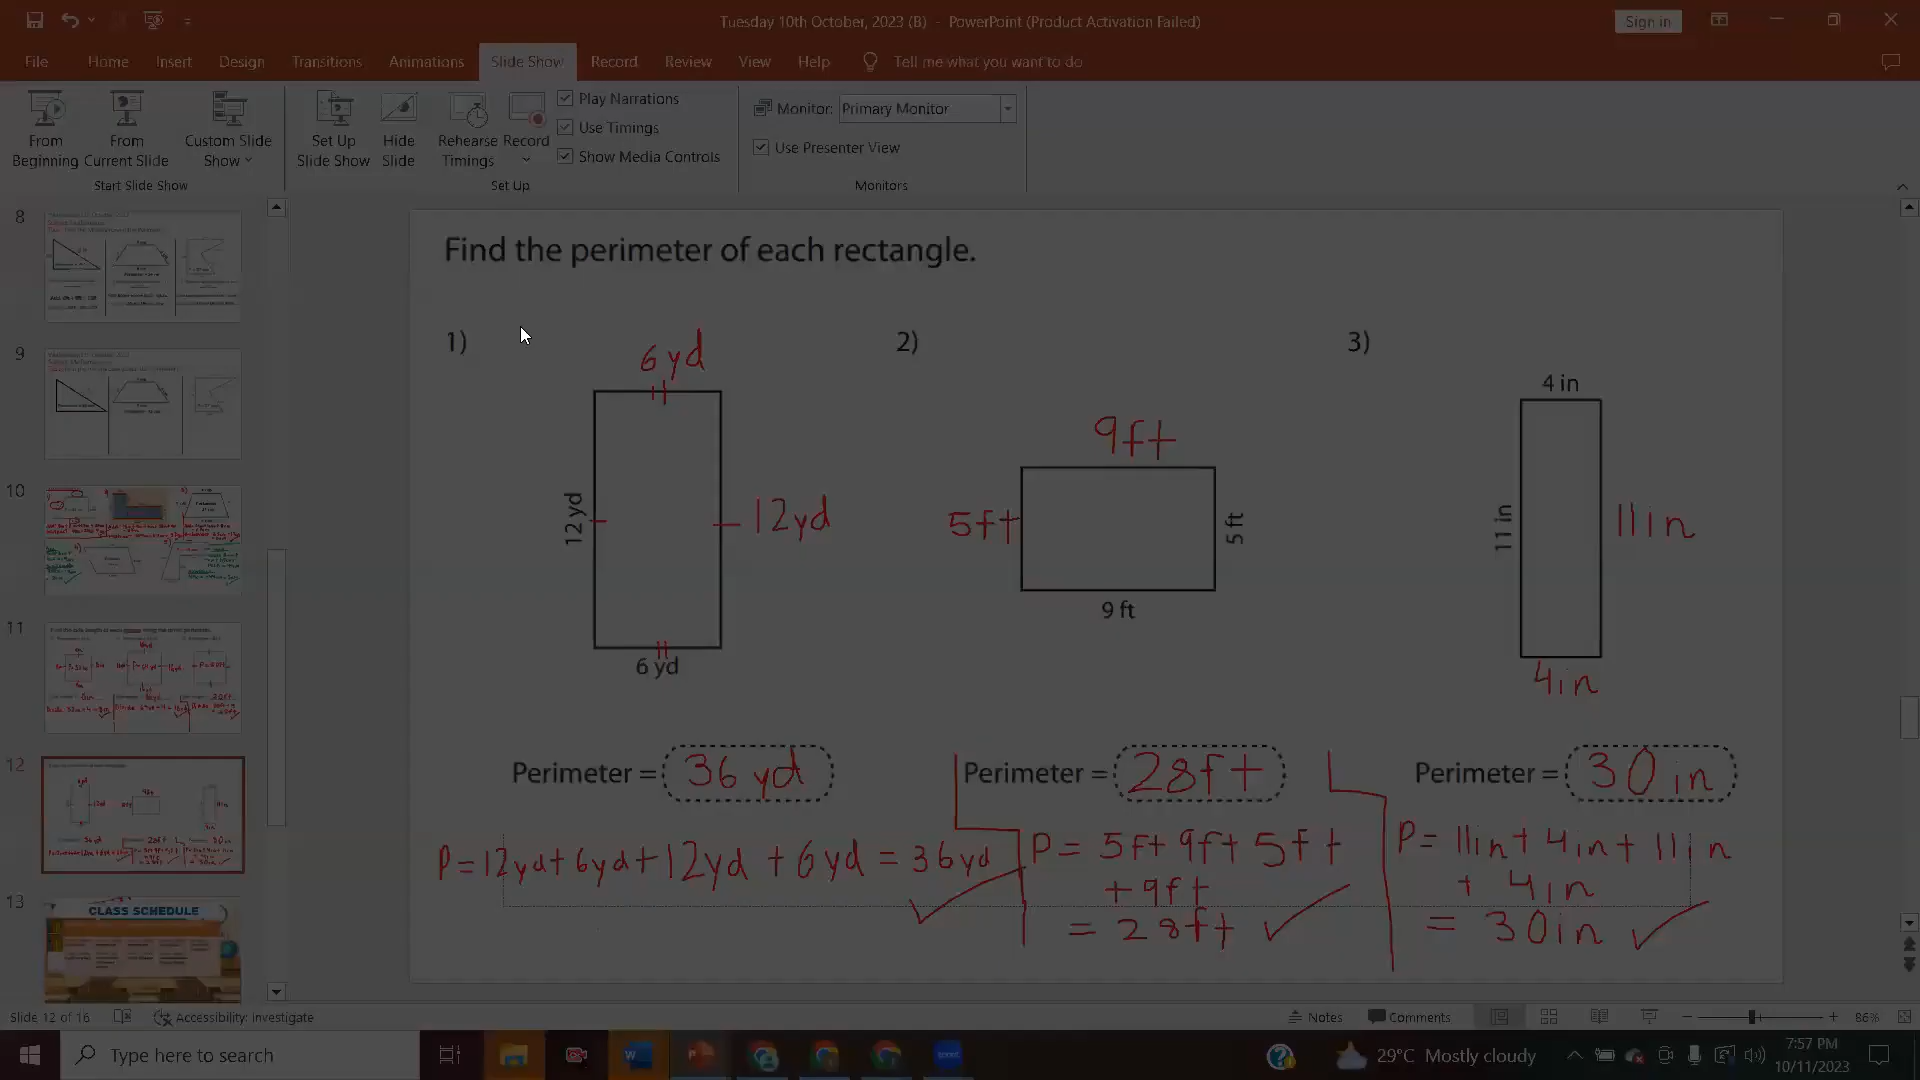 Tuesday 10th October, 2023 (B) - PowerPoint (Product Activation Failed)
Sign in
File Home Insert Design Transitions Animations Slide Show Record Review View Help Tell me what you want to do
From Beginning
From Current Slide
Custom Slide Show
Set Up Slide Show
Hide Slide
Rehearse Timings
Record
Play Narrations
Use Timings
Show Media Controls
Monitor: Primary Monitor
Use Presenter View
Start Slide Show
Set Up
Monitors
8
9
10
11
12
13
CLASS SCHEDULE
Find the perimeter of each rectangle.
1)
6yd
12 yd
12yd
6 yd
Perimeter = 36 yd
P=12yd+6yd+12yd+6yd=36yd
2)
9ft
5ft
5 ft
9 ft
Perimeter = 28ft
P= 5ft+9ft+5ft+
+9ft
= 28ft
3)
4 in
11 in
11in
4in
Perimeter = 30 in
P= 11in+4in+11in
+ 4in
= 30in
Slide 12 of 16 Accessibility: Investigate
Notes Comments 86%
Type here to search
29°C Mostly cloudy
7:57 PM
10/11/2023